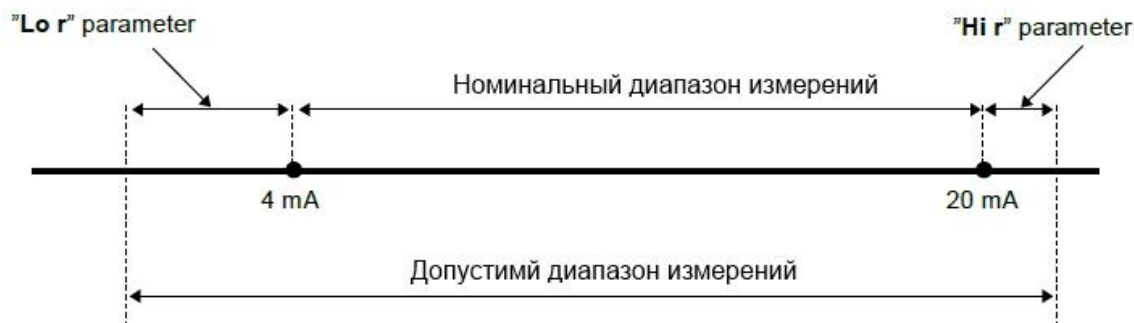 "Lo r" parameter
"Hi r" parameter
Номинальный диапазон измерений
4 mA
20 mA
Допустимй диапазон измерений